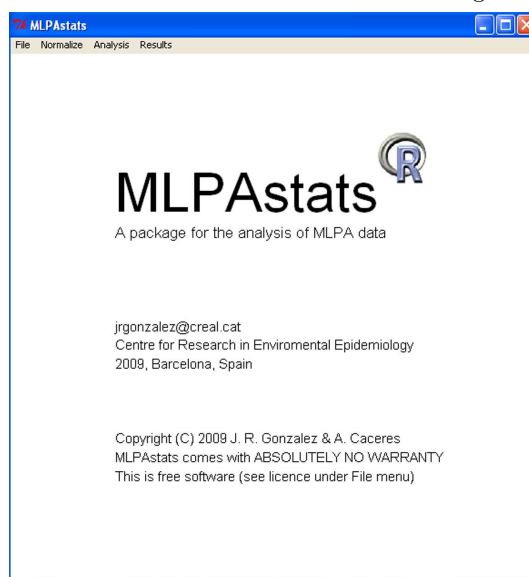 MLPAstats
File Normalize Analysis Results
R
MLPAstats
A package for the analysis of MLPA data
jrgonzalez@creal.cat
Centre for Research in Enviromental Epidemiology
2009, Barcelona, Spain
Copyright (C) 2009 J. R. Gonzalez & A. Caceres
MLPAstats comes with ABSOLUTELY NO WARRANTY
This is free software (see licence under File menu)